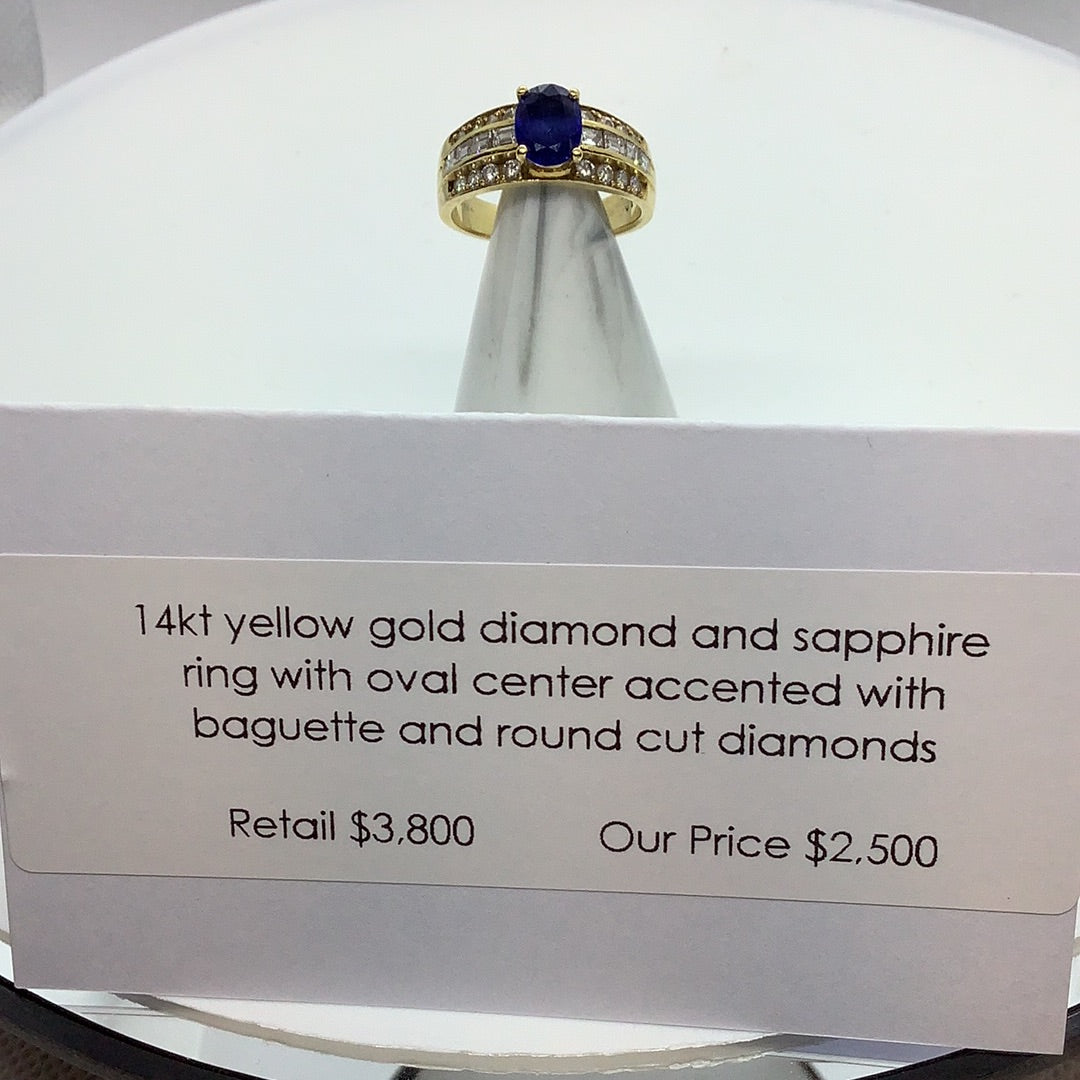 14kt yellow gold diamond and sapphire
ring with oval center accented with
baguette and round cut diamonds
Retail $3,800 Our Price $2,500